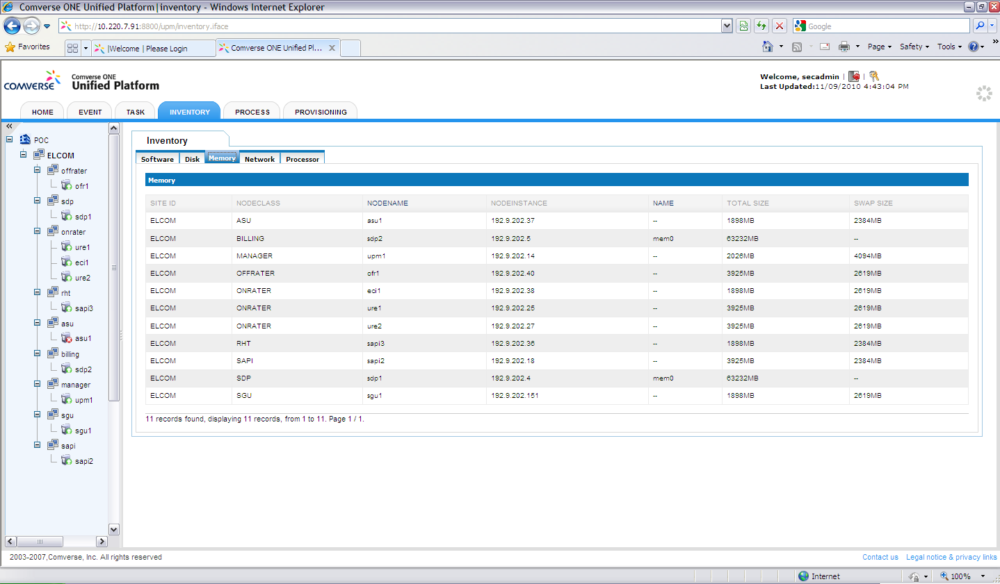 Comverse ONE Unified Platform|inventory - Windows Internet Explorer
http://10.220.7.91:8800/upm/inventory.iface
Google
Favorites
|Welcome | Please Login
Comverse ONE Unified Pl...
Page
Safety
Tools
COMVERSE
Comverse ONE
Unified Platform
Welcome, secadmin
Last Updated:11/09/2010 4:43:04 PM
HOME EVENT TASK INVENTORY PROCESS PROVISIONING
POC
ELCOM
offrater
ofr1
sdp
sdp1
onrater
ure1
eci1
ure2
rht
sapi3
asu
asu1
billing
sdp2
manager
upm1
sgu
sgu1
sapi
sapi2
Inventory
Software Disk Memory Network Processor
Memory
SITE ID NODECLASS NODENAME NODEINSTANCE NAME TOTAL SIZE SWAP SIZE
ELCOM ASU asu1 192.9.202.37 -- 1898MB 2384MB
ELCOM BILLING sdp2 192.9.202.5 mem0 63232MB --
ELCOM MANAGER upm1 192.9.202.14 -- 2026MB 4094MB
ELCOM OFFRATER ofr1 192.9.202.40 -- 3925MB 2619MB
ELCOM ONRATER eci1 192.9.202.38 -- 1898MB 2619MB
ELCOM ONRATER ure1 192.9.202.25 -- 3925MB 2619MB
ELCOM ONRATER ure2 192.9.202.27 -- 3925MB 2619MB
ELCOM RHT sapi3 192.9.202.36 -- 1898MB 2384MB
ELCOM SAPI sapi2 192.9.202.18 -- 3925MB 2384MB
ELCOM SDP sdp1 192.9.202.4 mem0 63232MB --
ELCOM SGU sgu1 192.9.202.151 -- 1898MB 2619MB
11 records found, displaying 11 records, from 1 to 11. Page 1 / 1.
2003-2007,Comverse, Inc. All rights reserved
Contact us Legal notice & privacy links
Internet
100%